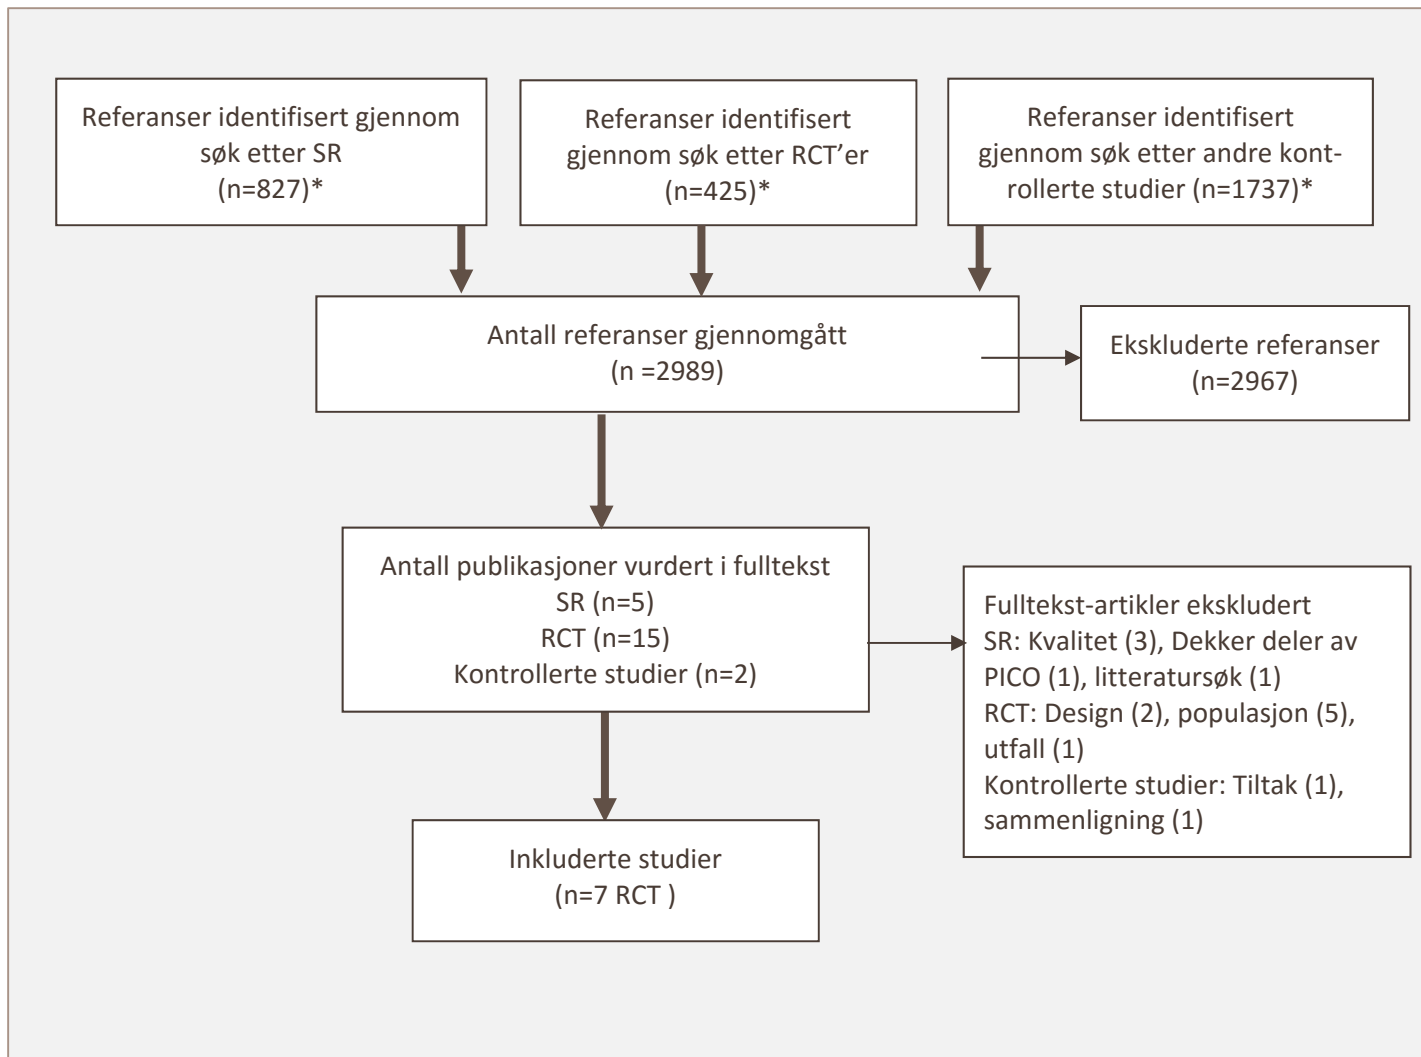 Referanser identifisert gjennom
søk etter SR
(n=827)*
Referanser identifisert
gjennom søk etter RCT’er
(n=425)*
Referanser identifisert
gjennom søk etter andre kont-
rollerte studier (n=1737)*
Antall referanser gjennomgått
(n =2989)
Ekskluderte referanser
(n=2967)
Antall publikasjoner vurdert i fulltekst
SR (n=5)
RCT (n=15)
Kontrollerte studier (n=2)
Fulltekst-artikler ekskludert
SR: Kvalitet (3), Dekker deler av
PICO (1), litteratursøk (1)
RCT: Design (2), populasjon (5),
utfall (1)
Kontrollerte studier: Tiltak (1),
sammenligning (1)
Inkluderte studier
(n=7 RCT )